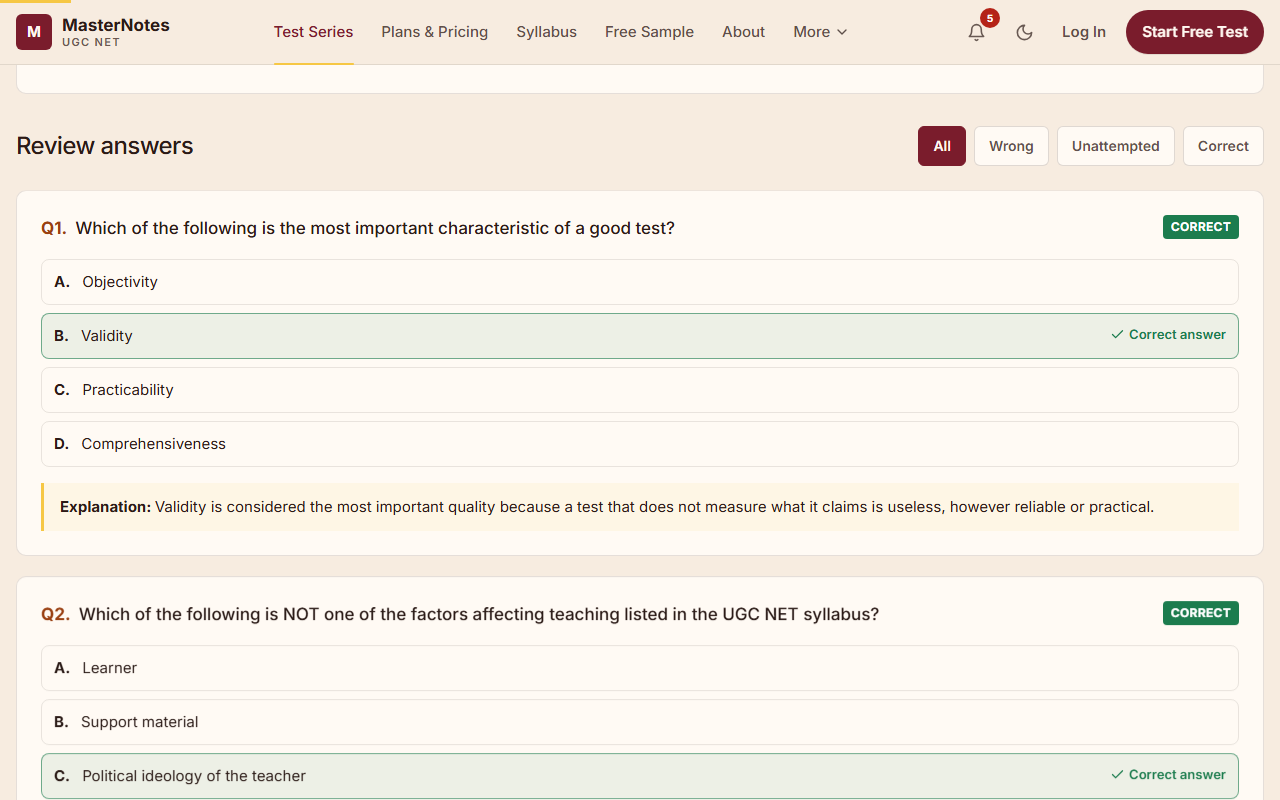 M
MasterNotes
UGC NET
Test Series
Plans & Pricing
Syllabus
Free Sample
About
More
5
Log In
Start Free Test
Review answers
All
Wrong
Unattempted
Correct
Q1. Which of the following is the most important characteristic of a good test?
CORRECT
A. Objectivity
B. Validity
Correct answer
C. Practicability
D. Comprehensiveness
Explanation: Validity is considered the most important quality because a test that does not measure what it claims is useless, however reliable or practical.
Q2. Which of the following is NOT one of the factors affecting teaching listed in the UGC NET syllabus?
CORRECT
A. Learner
B. Support material
C. Political ideology of the teacher
Correct answer